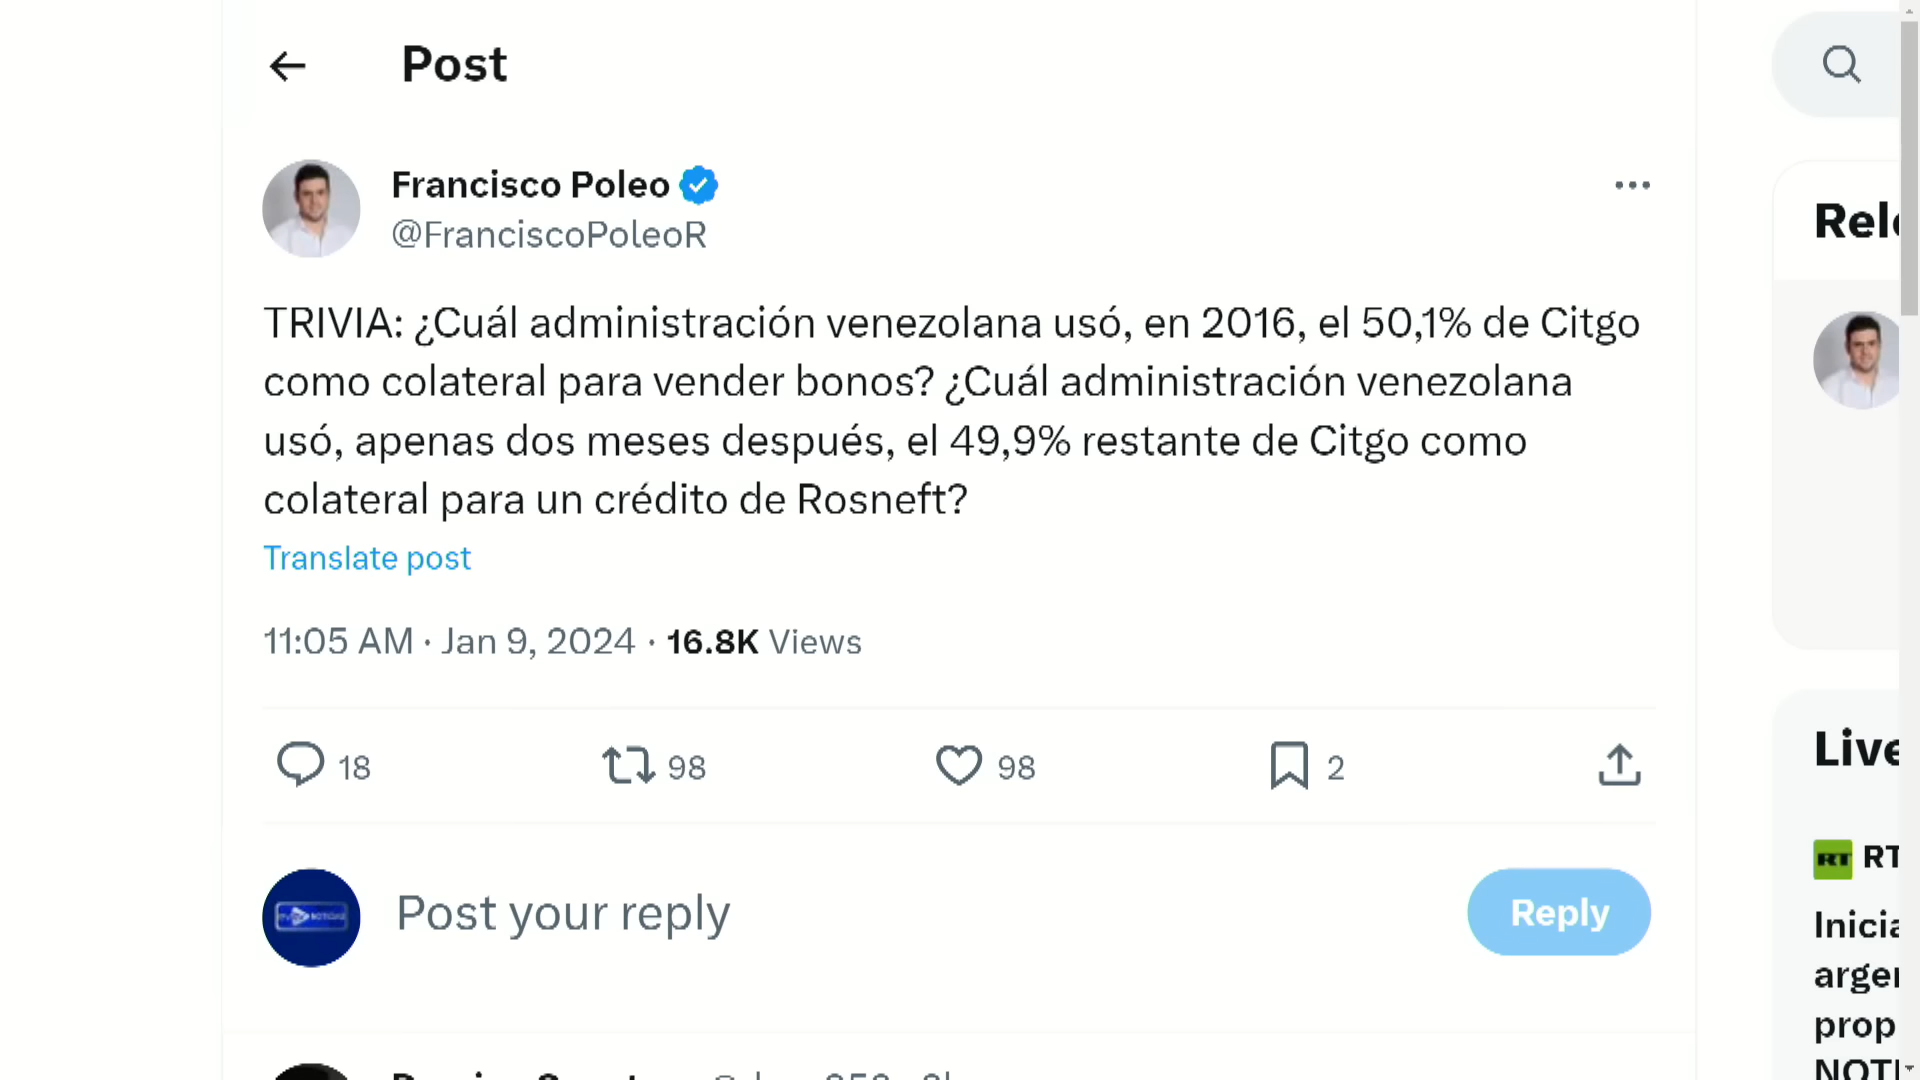 Post
Francisco Poleo
@FranciscoPoleoR
TRIVIA: ¿Cuál administración venezolana usó, en 2016, el 50,1% de Citgo
como colateral para vender bonos? ¿Cuál administración venezolana
usó, apenas dos meses después, el 49,9% restante de Citgo como
colateral para un crédito de Rosneft?
Translate post
11:05 AM · Jan 9, 2024 · 16.8K Views
18 98 98 2
Post your reply
Reply
Live
RT RT